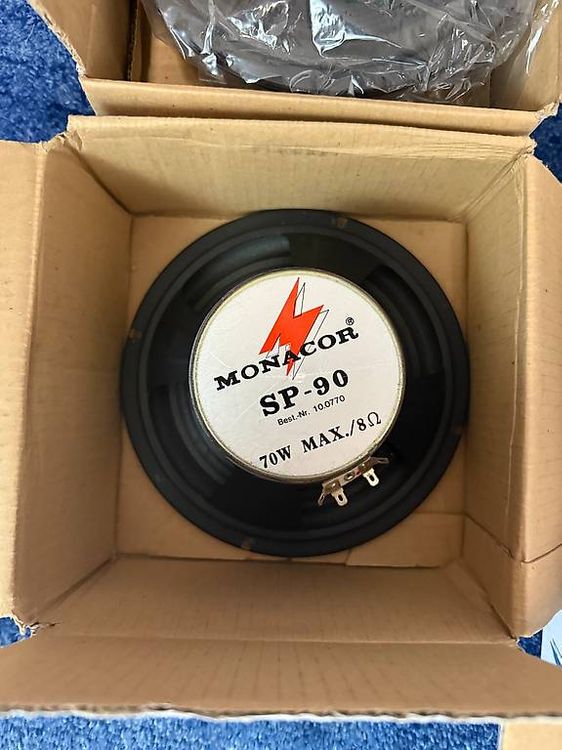 MONACOR®
SP-90
Best.-Nr. 10.0770
70W MAX./8Ω